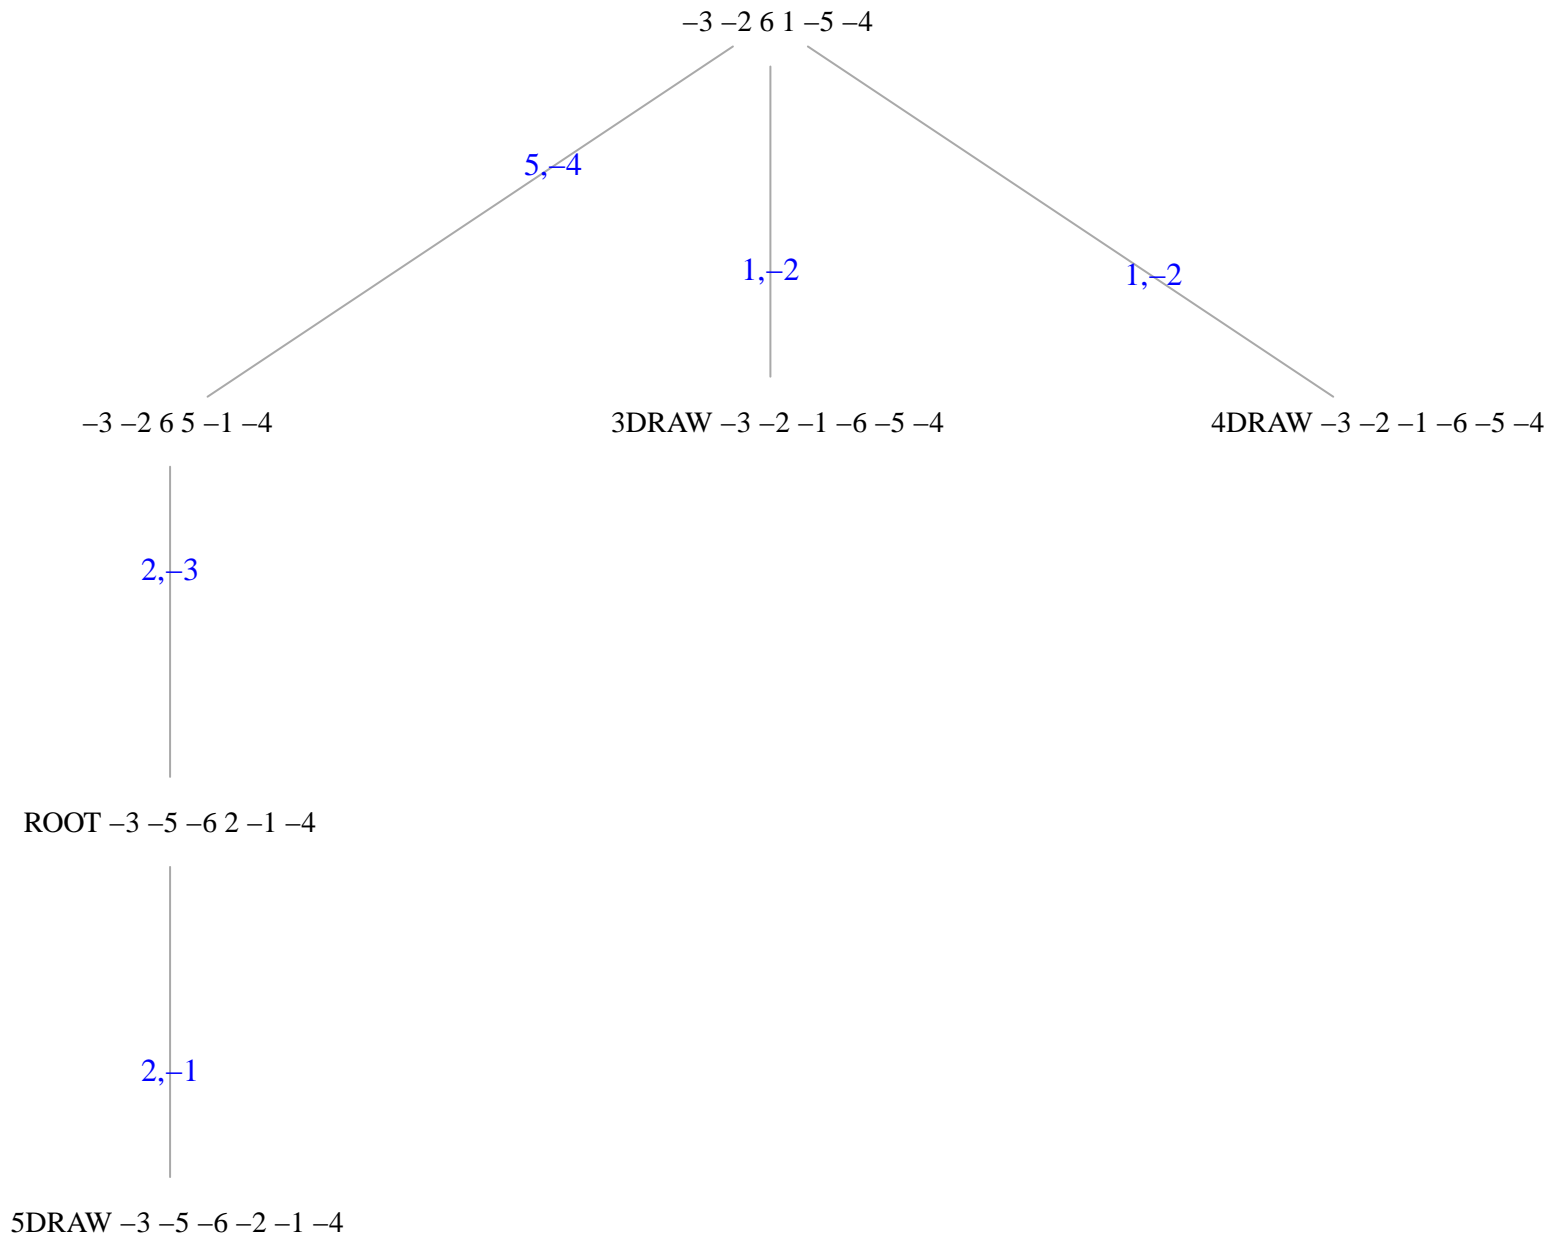 –3 –2 6 1 –5 –4
5,–4
1,–2
1,–2
–3 –2 6 5 –1 –4
3DRAW –3 –2 –1 –6 –5 –4
4DRAW –3 –2 –1 –6 –5 –4
2,–3
ROOT –3 –5 –6 2 –1 –4
2,–1
5DRAW –3 –5 –6 –2 –1 –4